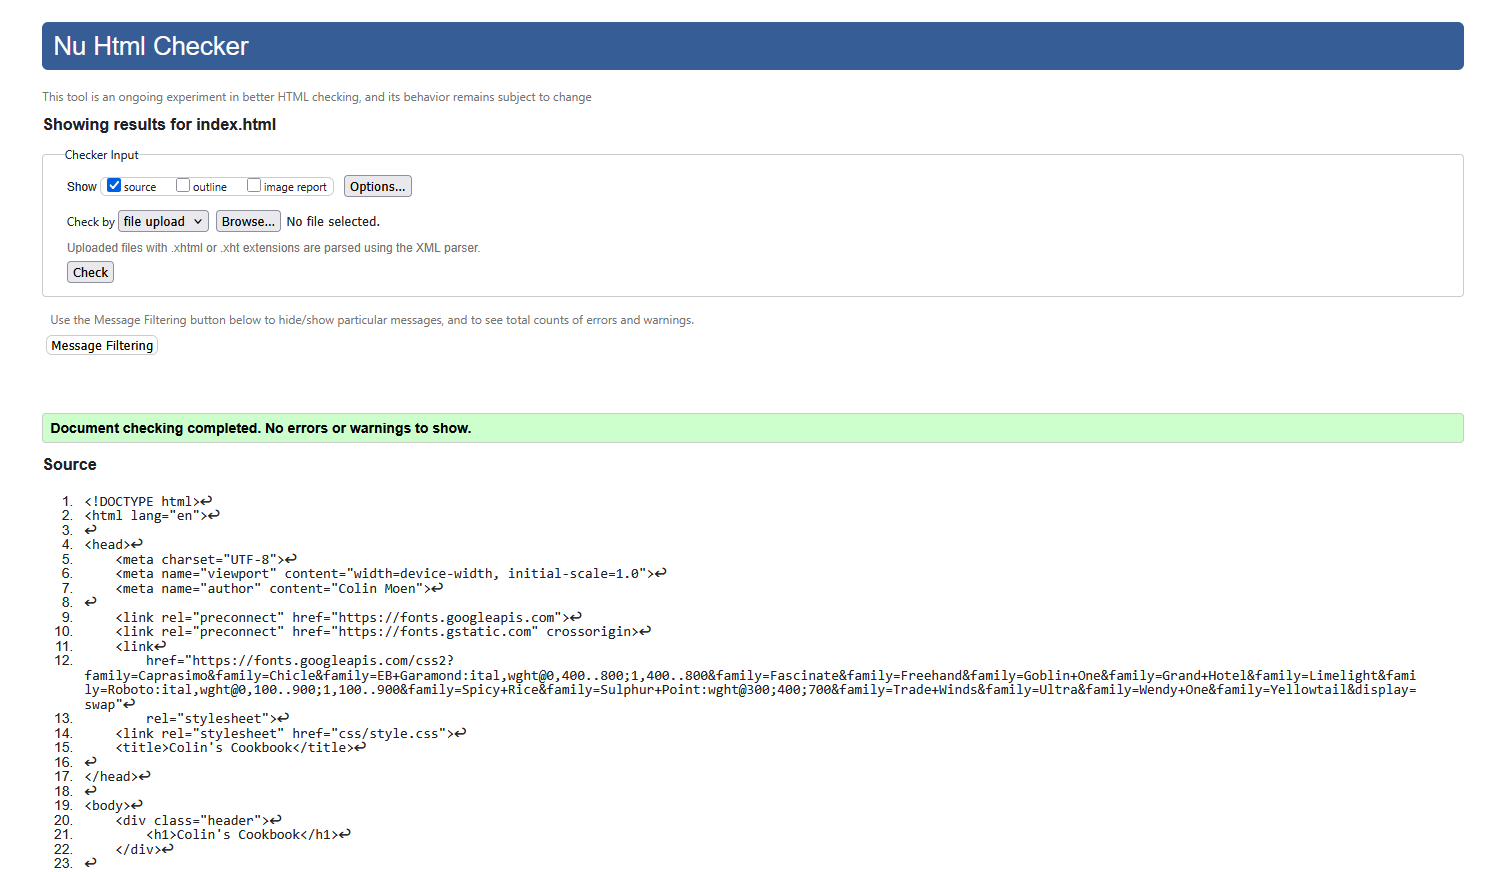 Nu Html Checker
This tool is an ongoing experiment in better HTML checking, and its behavior remains subject to change
Showing results for index.html
Checker Input
Show source outline image report Options...
Check by file upload Browse... No file selected.
Uploaded files with .xhtml or .xht extensions are parsed using the XML parser.
Check
Use the Message Filtering button below to hide/show particular messages, and to see total counts of errors and warnings.
Message Filtering
Document checking completed. No errors or warnings to show.
Source
1. <!DOCTYPE html>↩
2. <html lang="en">↩
3. ↩
4. <head>↩
5.     <meta charset="UTF-8">↩
6.     <meta name="viewport" content="width=device-width, initial-scale=1.0">↩
7.     <meta name="author" content="Colin Moen">↩
8. ↩
9.     <link rel="preconnect" href="https://fonts.googleapis.com">↩
10.     <link rel="preconnect" href="https://fonts.gstatic.com" crossorigin>↩
11.     <link↩
12.         href="https://fonts.googleapis.com/css2?
family=Caprasimo&family=Chicle&family=EB+Garamond:ital,wght@0,400..800;1,400..800&family=Fascinate&family=Freehand&family=Goblin+One&family=Grand+Hotel&family=Limelight&fami
ly=Roboto:ital,wght@0,100..900;1,100..900&family=Spicy+Rice&family=Sulphur+Point:wght@300;400;700&family=Trade+Winds&family=Ultra&family=Wendy+One&family=Yellowtail&display=
swap"↩
13.         rel="stylesheet">↩
14.     <link rel="stylesheet" href="css/style.css">↩
15.     <title>Colin's Cookbook</title>↩
16. ↩
17. </head>↩
18. ↩
19. <body>↩
20.     <div class="header">↩
21.         <h1>Colin's Cookbook</h1>↩
22.     </div>↩
23. ↩